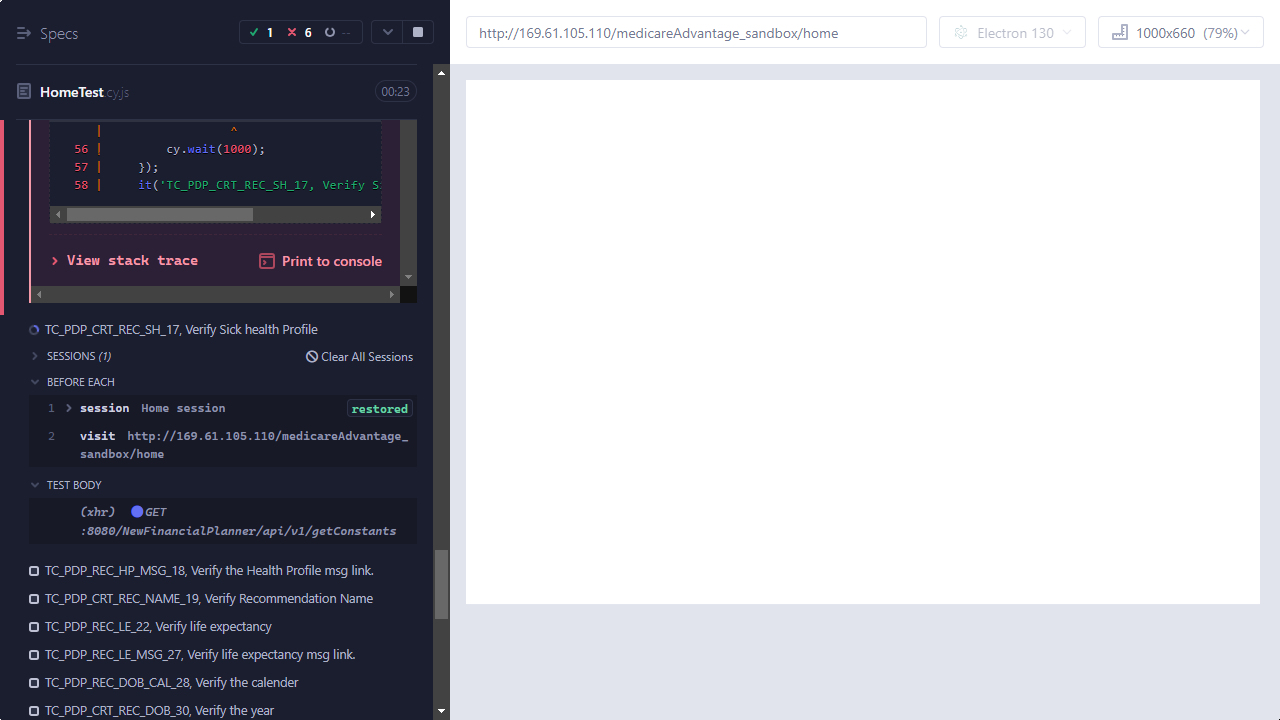 Specs
1
6
--
http://169.61.105.110/medicareAdvantage_sandbox/home
Electron 130
1000x660 (79%)
HomeTest.cy.js
00:23
| ^
56 | cy.wait(1000);
57 | });
58 | it('TC_PDP_CRT_REC_SH_17, Verify Si
> View stack trace
Print to console
TC_PDP_CRT_REC_SH_17, Verify Sick health Profile
SESSIONS (1)
Clear All Sessions
BEFORE EACH
1 session Home session restored
2 visit http://169.61.105.110/medicareAdvantage_
sandbox/home
TEST BODY
(xhr) GET
:8080/NewFinancialPlanner/api/v1/getConstants
TC_PDP_REC_HP_MSG_18, Verify the Health Profile msg link.
TC_PDP_CRT_REC_NAME_19, Verify Recommendation Name
TC_PDP_REC_LE_22, Verify life expectancy
TC_PDP_REC_LE_MSG_27, Verify life expectancy msg link.
TC_PDP_REC_DOB_CAL_28, Verify the calender
TC_PDP_CRT_REC_DOB_30, Verify the year